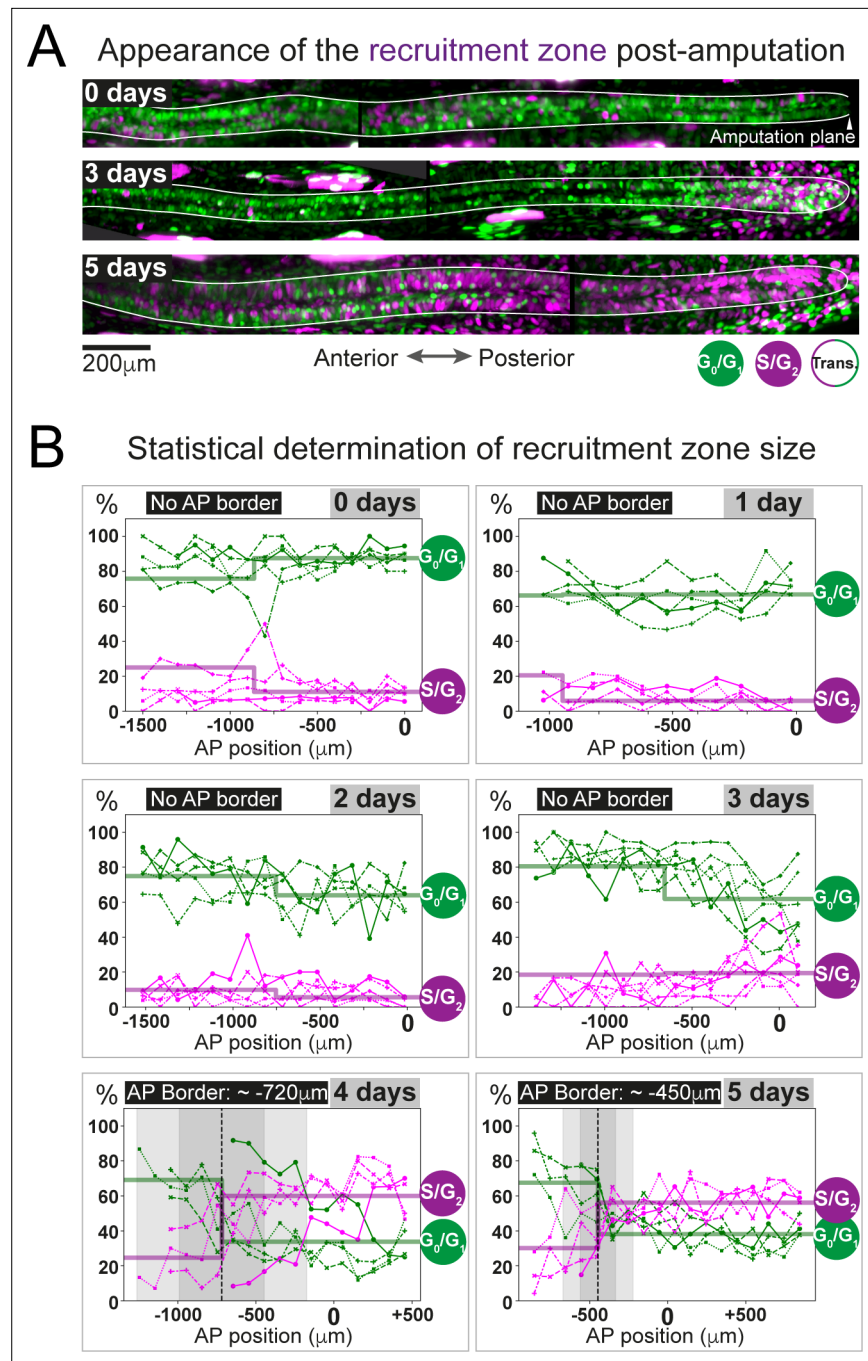 A
Appearance of the recruitment zone post-amputation
0 days
Amputation plane
3 days
5 days
200μm
Anterior Posterior
G₀/G₁ S/G₂ Trans.
B
Statistical determination of recruitment zone size
% No AP border 0 days
100
80
60
40
20
0
G₀/G₁
S/G₂
-1500 -1000 -500 0
AP position (μm)
% No AP border 1 day
100
80
60
40
20
0
G₀/G₁
S/G₂
-1000 -500 0
AP position (μm)
% No AP border 2 days
100
80
60
40
20
0
G₀/G₁
S/G₂
-1500 -1000 -500 0
AP position (μm)
% No AP border 3 days
100
80
60
40
20
0
G₀/G₁
S/G₂
-1000 -500 0
AP position (μm)
% AP Border: ~ -720μm 4 days
100
80
60
40
20
0
S/G₂
G₀/G₁
-1000 -500 0 +500
AP position (μm)
% AP Border: ~ -450μm 5 days
100
80
60
40
20
0
S/G₂
G₀/G₁
-500 0 +500
AP position (μm)